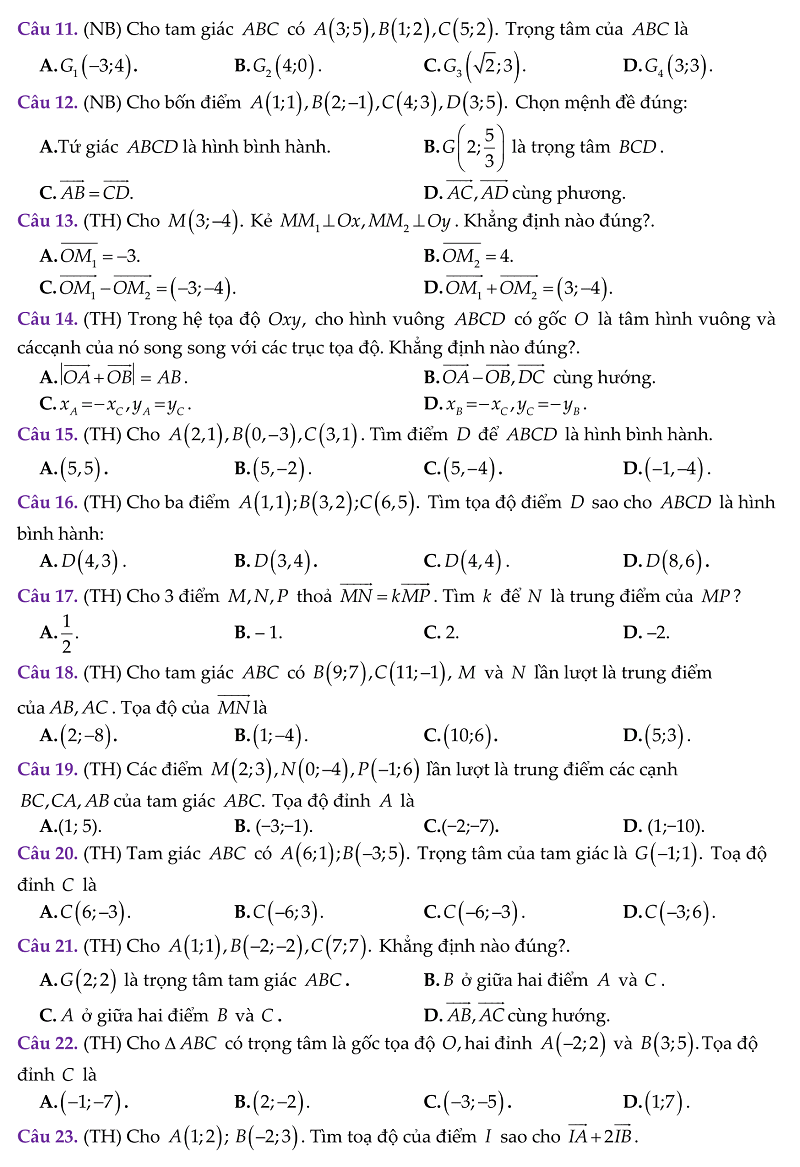 Câu 11. (NB) Cho tam giác ABC có A(3;5),B(1;2),C(5;2). Trọng tâm của ABC là
A.G₁(−3;4). B.G₂(4;0). C.G₃(√2;3). D.G₄(3;3).
Câu 12. (NB) Cho bốn điểm A(1;1),B(2;−1),C(4;3),D(3;5). Chọn mệnh đề đúng:
A.Tứ giác ABCD là hình bình hành. B.G(2;5/3) là trọng tâm BCD.
C. \overrightarrow{AB}=\overrightarrow{CD}. D. \overrightarrow{AC},\overrightarrow{AD} cùng phương.
Câu 13. (TH) Cho M(3;−4). Kẻ MM₁⊥Ox,MM₂⊥Oy. Khẳng định nào đúng?.
A.\overline{OM₁}=−3. B.\overline{OM₂}=4.
C.\overrightarrow{OM₁}−\overrightarrow{OM₂}=(−3;−4). D.\overrightarrow{OM₁}+\overrightarrow{OM₂}=(3;−4).
Câu 14. (TH) Trong hệ tọa độ Oxy, cho hình vuông ABCD có gốc O là tâm hình vuông và
cáccạnh của nó song song với các trục tọa độ. Khẳng định nào đúng?.
A.|\overrightarrow{OA}+\overrightarrow{OB}|=AB. B.\overrightarrow{OA}−\overrightarrow{OB},\overrightarrow{DC} cùng hướng.
C. x_A=−x_C,y_A=y_C. D. x_B=−x_C,y_C=−y_B.
Câu 15. (TH) Cho A(2,1),B(0,−3),C(3,1). Tìm điểm D để ABCD là hình bình hành.
A.(5,5). B.(5,−2). C.(5,−4). D.(−1,−4).
Câu 16. (TH) Cho ba điểm A(1,1);B(3,2);C(6,5). Tìm tọa độ điểm D sao cho ABCD là hình
bình hành:
A. D(4,3). B. D(3,4). C. D(4,4). D. D(8,6).
Câu 17. (TH) Cho 3 điểm M,N,P thoả \overrightarrow{MN}=k\overrightarrow{MP}. Tìm k để N là trung điểm của MP?
A. 1/2. B. − 1. C. 2. D. −2.
Câu 18. (TH) Cho tam giác ABC có B(9;7),C(11;−1), M và N lần lượt là trung điểm
của AB,AC. Tọa độ của \overrightarrow{MN} là
A.(2;−8). B.(1;−4). C.(10;6). D.(5;3).
Câu 19. (TH) Các điểm M(2;3),N(0;−4),P(−1;6) lần lượt là trung điểm các cạnh
BC,CA,AB của tam giác ABC. Tọa độ đỉnh A là
A.(1; 5). B. (−3;−1). C.(−2;−7). D. (1;−10).
Câu 20. (TH) Tam giác ABC có A(6;1);B(−3;5). Trọng tâm của tam giác là G(−1;1). Toạ độ
đỉnh C là
A.C(6;−3). B.C(−6;3). C.C(−6;−3). D.C(−3;6).
Câu 21. (TH) Cho A(1;1),B(−2;−2),C(7;7). Khẳng định nào đúng?.
A.G(2;2) là trọng tâm tam giác ABC. B.B ở giữa hai điểm A và C.
C. A ở giữa hai điểm B và C. D. \overrightarrow{AB},\overrightarrow{AC} cùng hướng.
Câu 22. (TH) Cho Δ ABC có trọng tâm là gốc tọa độ O,hai đỉnh A(−2;2) và B(3;5).Tọa độ
đỉnh C là
A.(−1;−7). B.(2;−2). C.(−3;−5). D.(1;7).
Câu 23. (TH) Cho A(1;2); B(−2;3). Tìm toạ độ của điểm I sao cho \overrightarrow{IA}+2\overrightarrow{IB}.